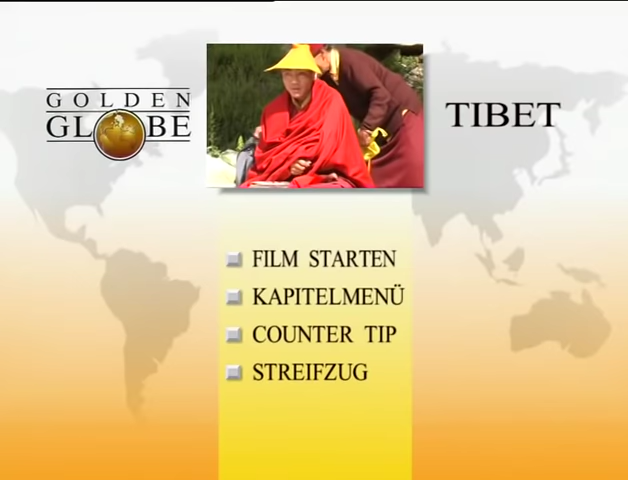 GOLDEN
GLOBE
TIBET
FILM STARTEN
KAPITELMENÜ
COUNTER TIP
STREIFZUG